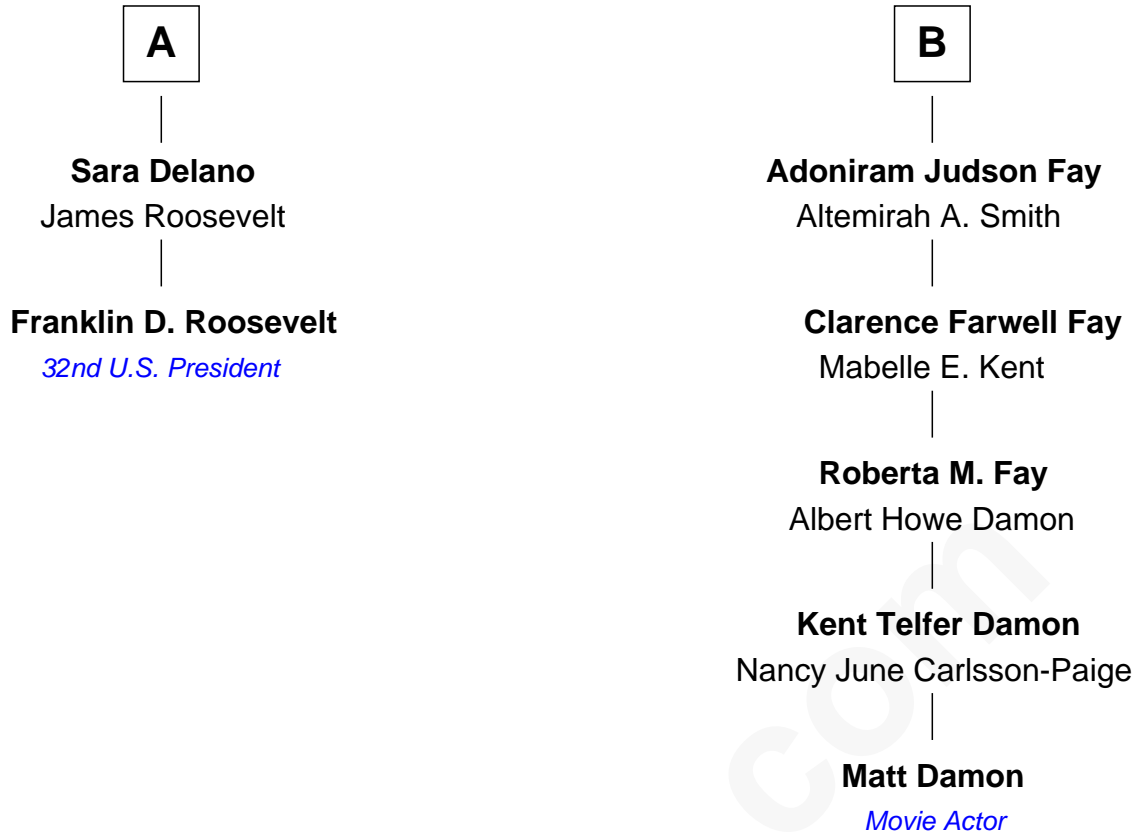 A
Sara Delano
James Roosevelt
Franklin D. Roosevelt
32nd U.S. President
B
Adoniram Judson Fay
Altemirah A. Smith
Clarence Farwell Fay
Mabelle E. Kent
Roberta M. Fay
Albert Howe Damon
Kent Telfer Damon
Nancy June Carlsson-Paige
Matt Damon
Movie Actor
com